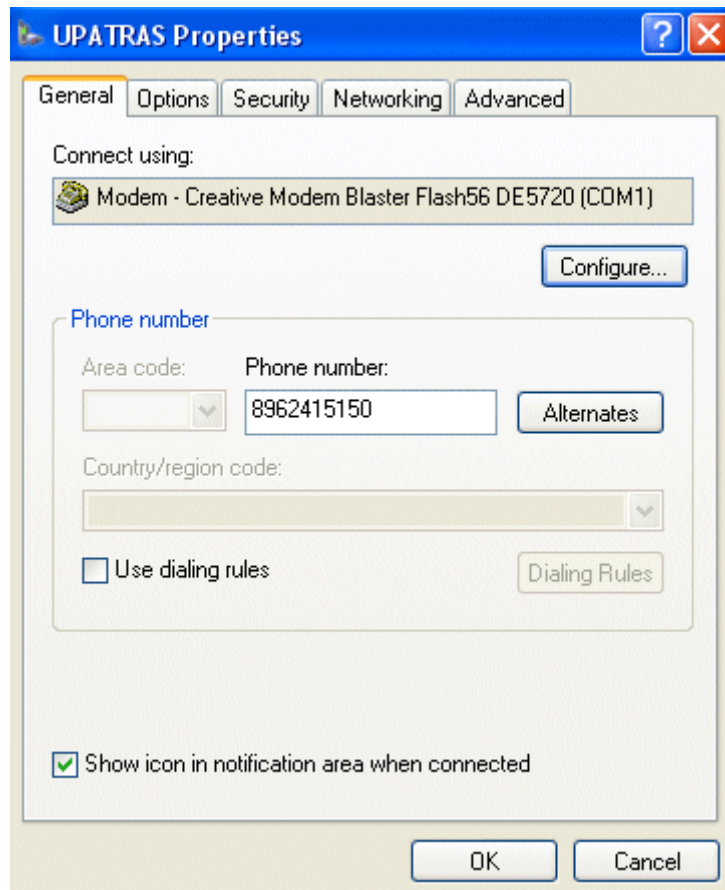 UPATRAS Properties
General Options Security Networking Advanced
Connect using:
Modem - Creative Modem Blaster Flash56 DE5720 (COM1)
Configure...
Phone number
Area code: Phone number:
8962415150 Alternates
Country/region code:
Use dialing rules Dialing Rules
Show icon in notification area when connected
OK Cancel